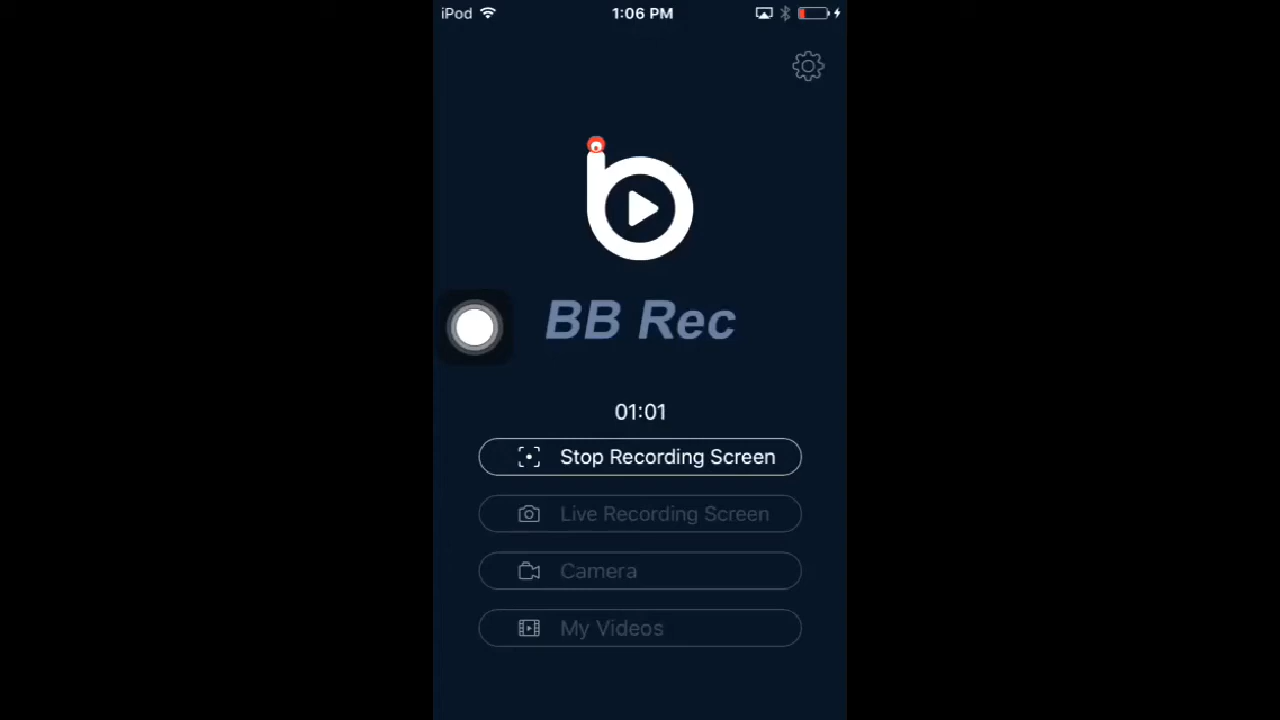 iPod 1:06 PM
BB Rec
01:01
Stop Recording Screen
Live Recording Screen
Camera
My Videos